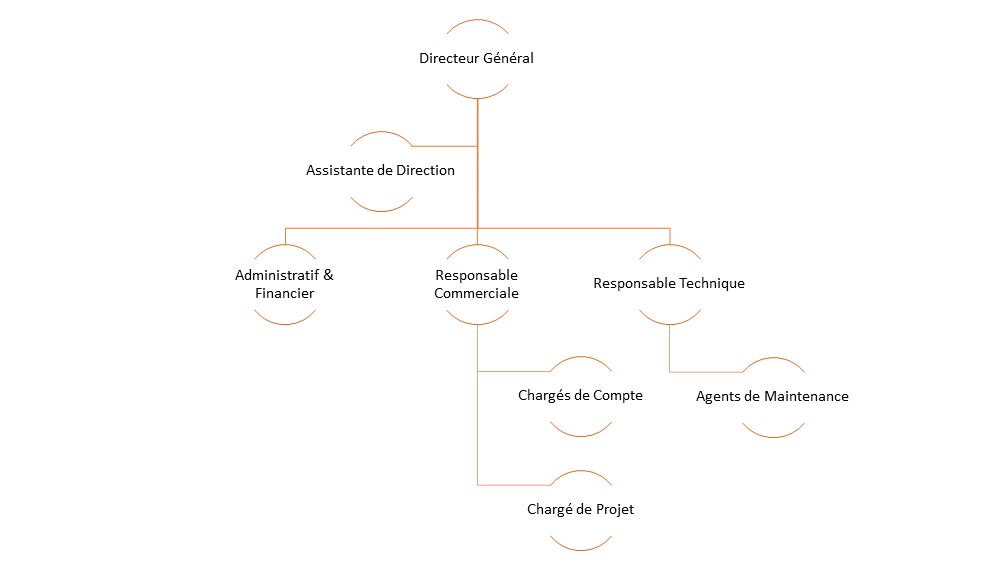 Directeur Général
Assistante de Direction
Administratif &
Financier
Responsable
Commerciale
Responsable Technique
Chargés de Compte
Agents de Maintenance
Chargé de Projet